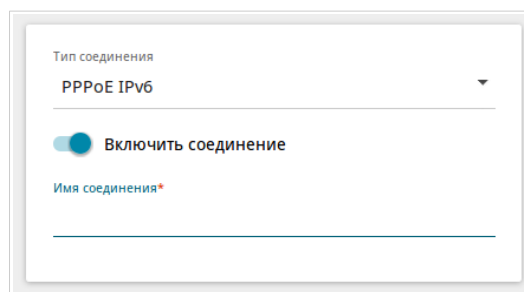 Тип соединения
PPPoE IPv6
Включить соединение
Имя соединения*